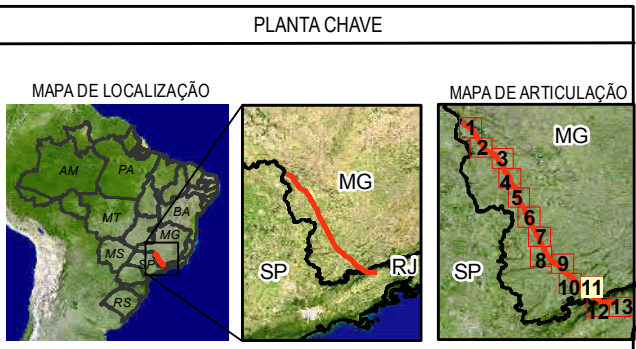 PLANTA CHAVE
MAPA DE LOCALIZAÇÃO
AM
PA
MT
BA
MG
MS
SP
RS
MG
SP
RJ
MAPA DE ARTICULAÇÃO
MG
SP
1
2
3
4
5
6
7
8
9
10
11
12
13